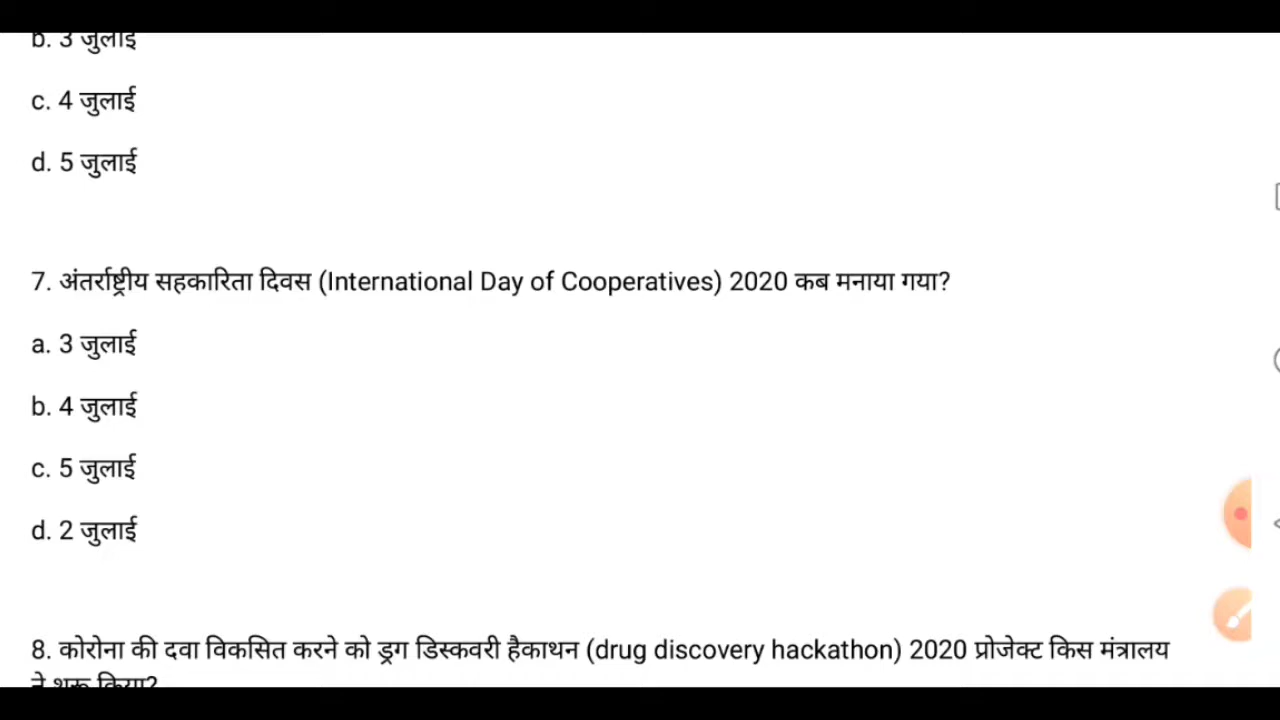 b. 3 जुलाई
c. 4 जुलाई
d. 5 जुलाई
7. अंतर्राष्ट्रीय सहकारिता दिवस (International Day of Cooperatives) 2020 कब मनाया गया?
a. 3 जुलाई
b. 4 जुलाई
c. 5 जुलाई
d. 2 जुलाई
8. कोरोना की दवा विकसित करने को ड्रग डिस्कवरी हैकाथन (drug discovery hackathon) 2020 प्रोजेक्ट किस मंत्रालय
ने शुरू किया?